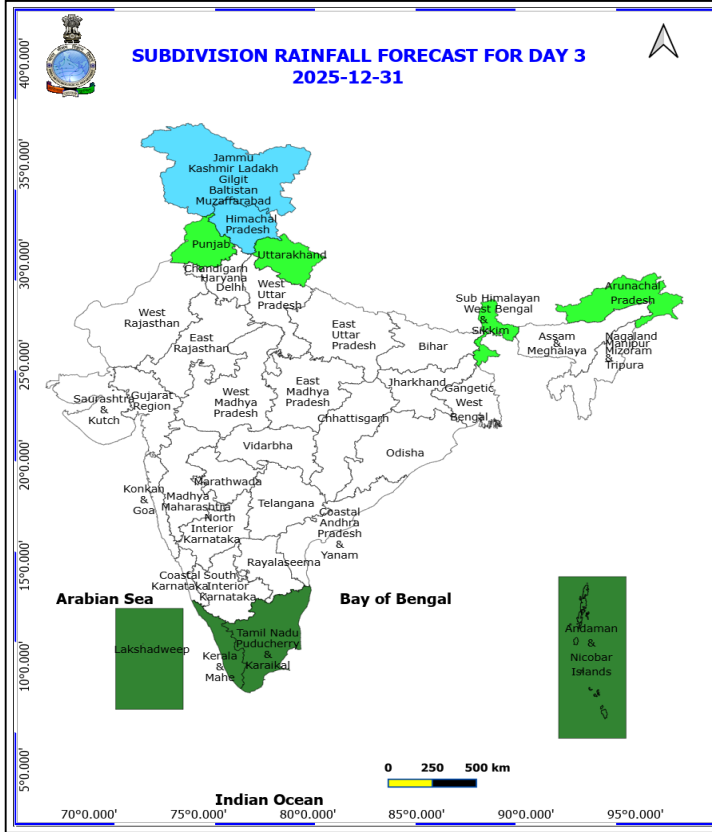 SUBDIVISION RAINFALL FORECAST FOR DAY 3
2025-12-31
40°0.000'
35°0.000'
30°0.000'
25°0.000'
20°0.000'
15°0.000'
10°0.000'
5°0.000'
Jammu
Kashmir Ladakh
Gilgit
Baltistan
Muzaffarabad
Himachal
Pradesh
Punjab
Uttarakhand
Chandigarh
Haryana
Delhi
West
Uttar
Pradesh
Arunachal
Pradesh
Sub Himalayan
West Bengal
&
Sikkim
West
Rajasthan
East
Rajasthan
East
Uttar
Pradesh
Bihar
Assam
&
Meghalaya
Nagaland
Manipur
Mizoram
&
Tripura
Saurashtra
&
Kutch
Gujarat
Region
West
Madhya
Pradesh
East
Madhya
Pradesh
Jharkhand
Gangetic
West
Bengal
Chhattisgarh
Vidarbha
Odisha
Konkan
&
Goa
Madhya
Maharashtra
Marathwada
Telangana
North
Interior
Karnataka
Coastal
Andhra
Pradesh
&
Yanam
Rayalaseema
Coastal
Karnataka
South
Interior
Karnataka
Arabian Sea
Bay of Bengal
Lakshadweep
Kerala
&
Mahe
Tamil Nadu
Puducherry
&
Karaikal
Andaman
&
Nicobar
Islands
0 250 500 km
Indian Ocean
70°0.000' 75°0.000' 80°0.000' 85°0.000' 90°0.000' 95°0.000'